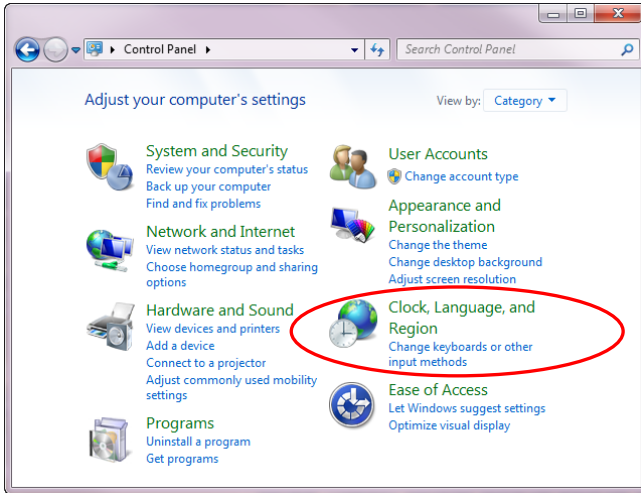 Control Panel
Search Control Panel
Adjust your computer's settings
View by: Category
System and Security
Review your computer's status
Back up your computer
Find and fix problems
Network and Internet
View network status and tasks
Choose homegroup and sharing
options
Hardware and Sound
View devices and printers
Add a device
Connect to a projector
Adjust commonly used mobility
settings
Programs
Uninstall a program
Get programs
User Accounts
Change account type
Appearance and
Personalization
Change the theme
Change desktop background
Adjust screen resolution
Clock, Language, and
Region
Change keyboards or other
input methods
Ease of Access
Let Windows suggest settings
Optimize visual display